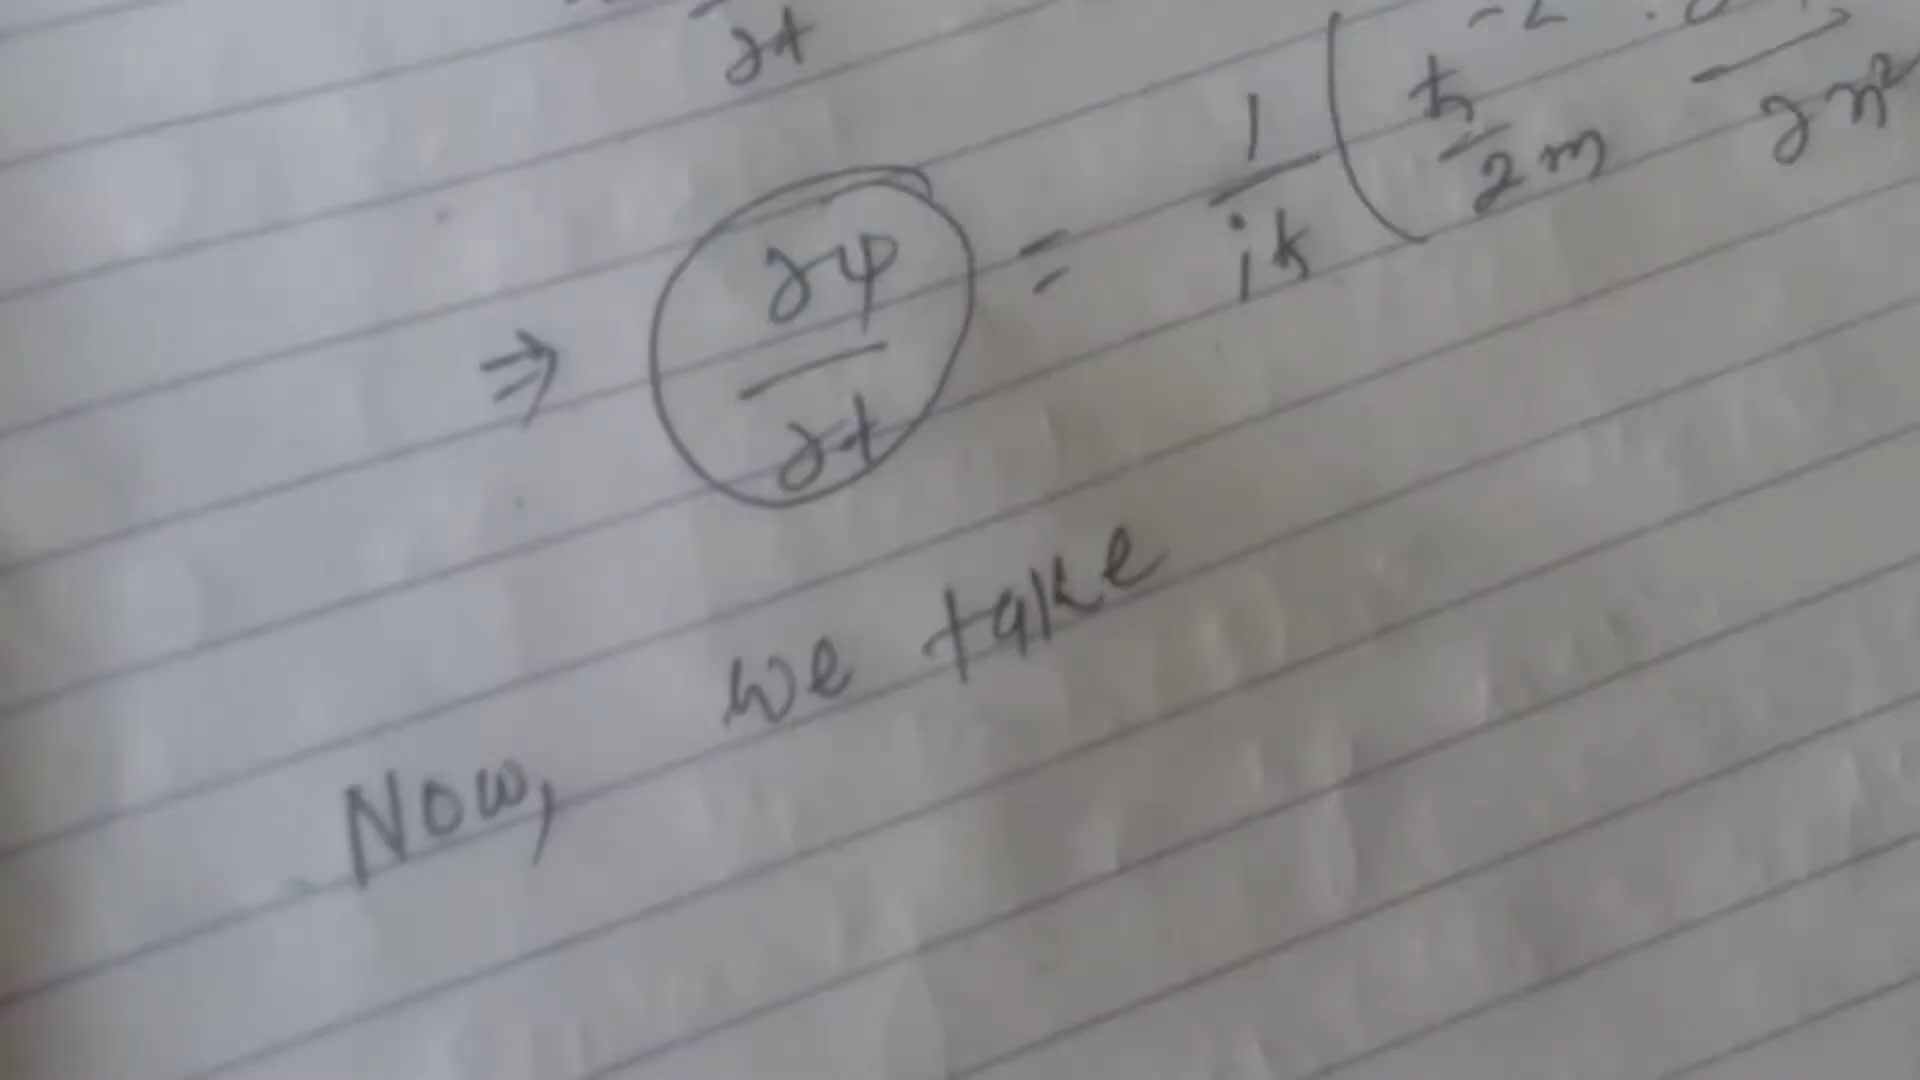 ∂t
⇒ ∂ψ/∂t = 1/iħ ( ħ/2m ∂x²
Now, we take